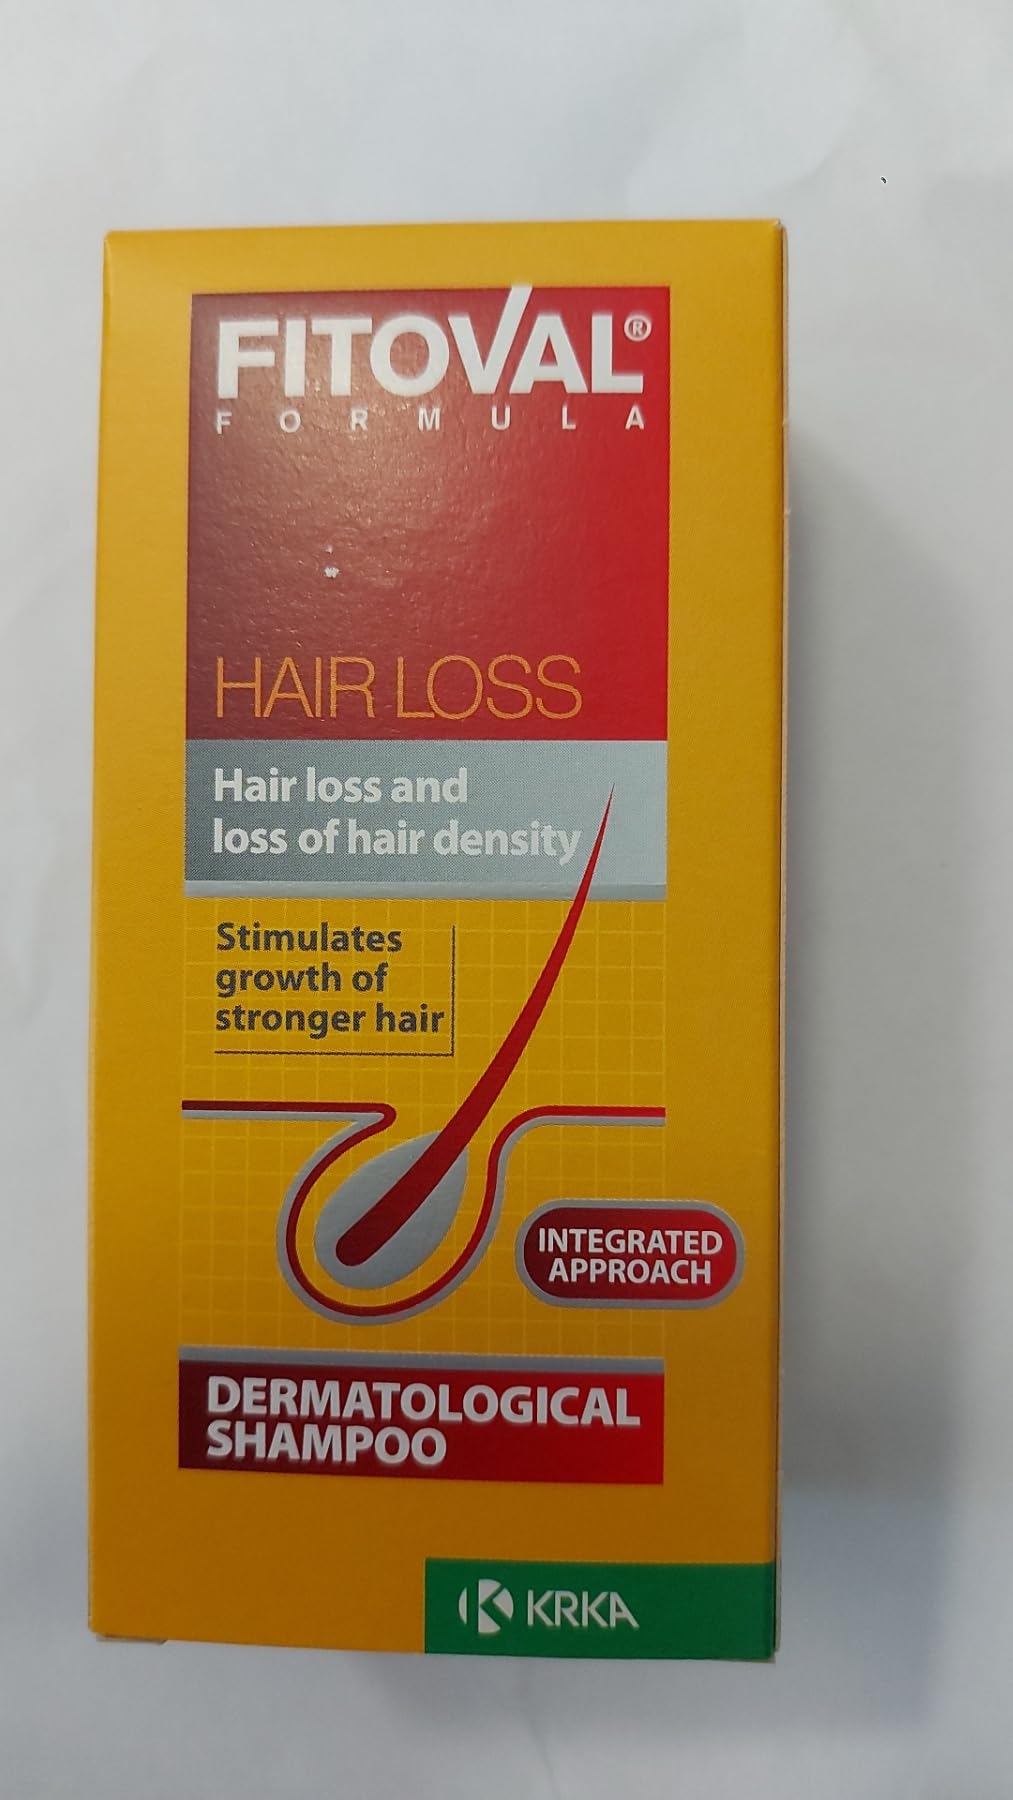 FITOVAL®
FORMULA
HAIR LOSS
Hair loss and
loss of hair density
Stimulates
growth of
stronger hair
INTEGRATED
APPROACH
DERMATOLOGICAL
SHAMPOO
KRKA